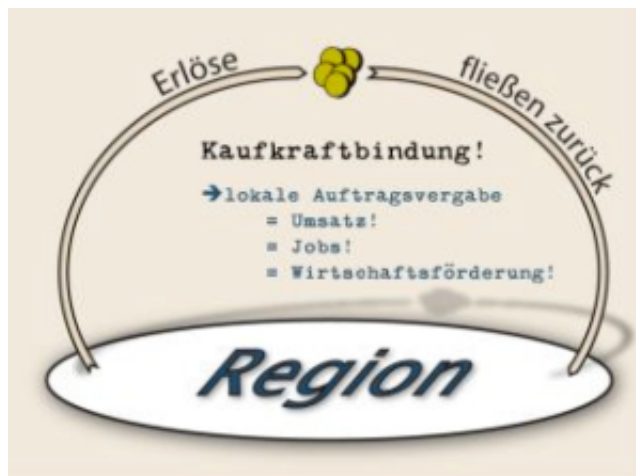 Erlöse
fließen zurück
Kaufkraftbindung!
➔lokale Auftragsvergabe
= Umsatz!
= Jobs!
= Wirtschaftsförderung!
Region